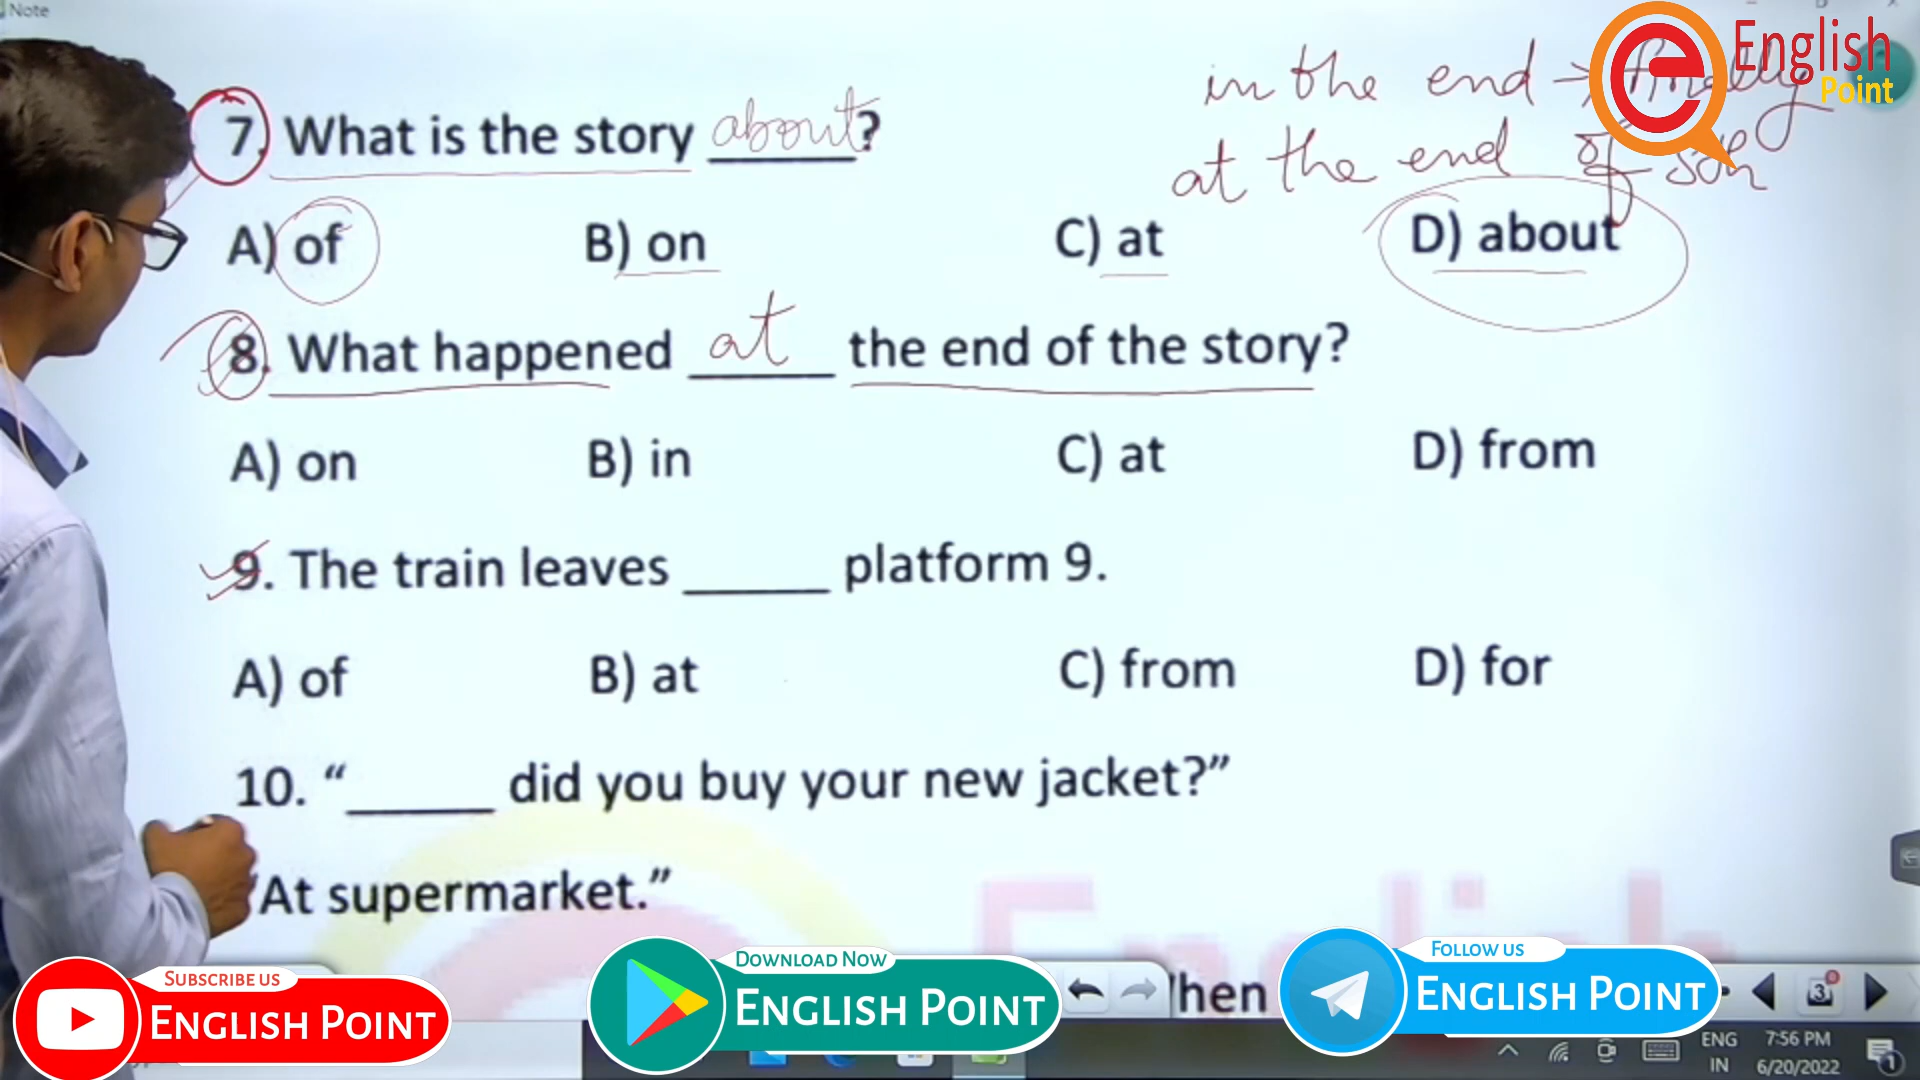 Note
English
Point
in the end → finally
at the end of
7. What is the story about?
A) of B) on C) at D) about
8. What happened at the end of the story?
A) on B) in C) at D) from
9. The train leaves _____ platform 9.
A) of B) at C) from D) for
10. “_____ did you buy your new jacket?”
At supermarket.”
SUBSCRIBE US
ENGLISH POINT
DOWNLOAD NOW
ENGLISH POINT
hen
FOLLOW US
ENGLISH POINT
3
ENG
IN
7:56 PM
6/20/2022
1